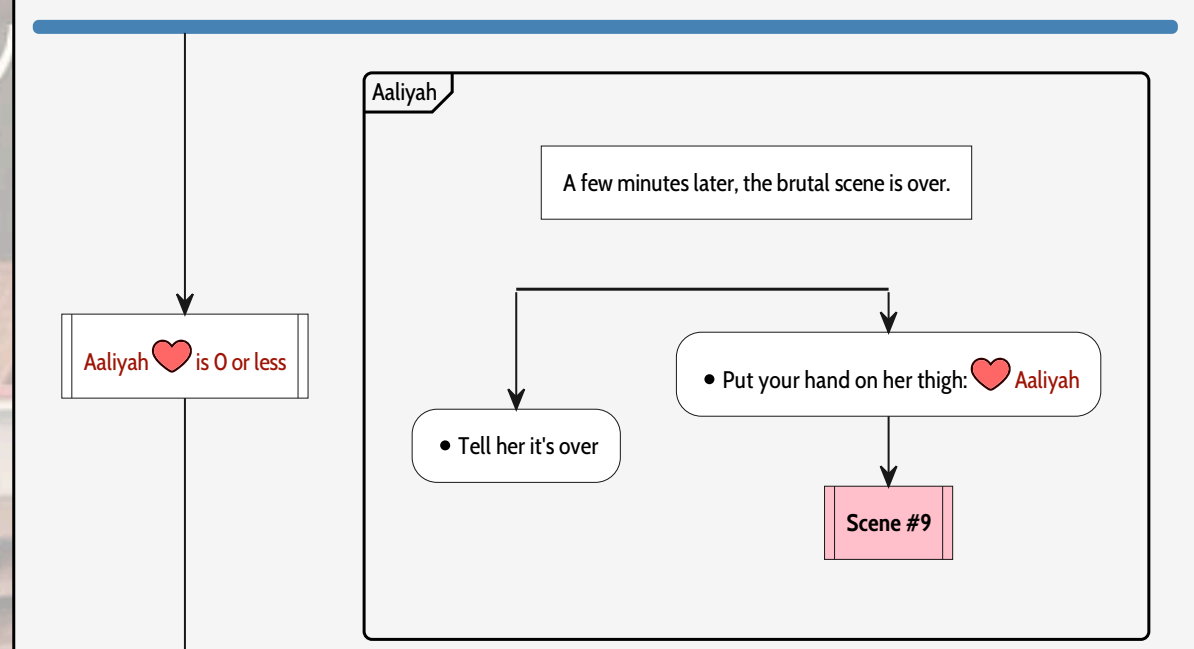 Aaliyah
A few minutes later, the brutal scene is over.
Aaliyah is 0 or less
• Put your hand on her thigh: Aaliyah
• Tell her it's over
Scene #9